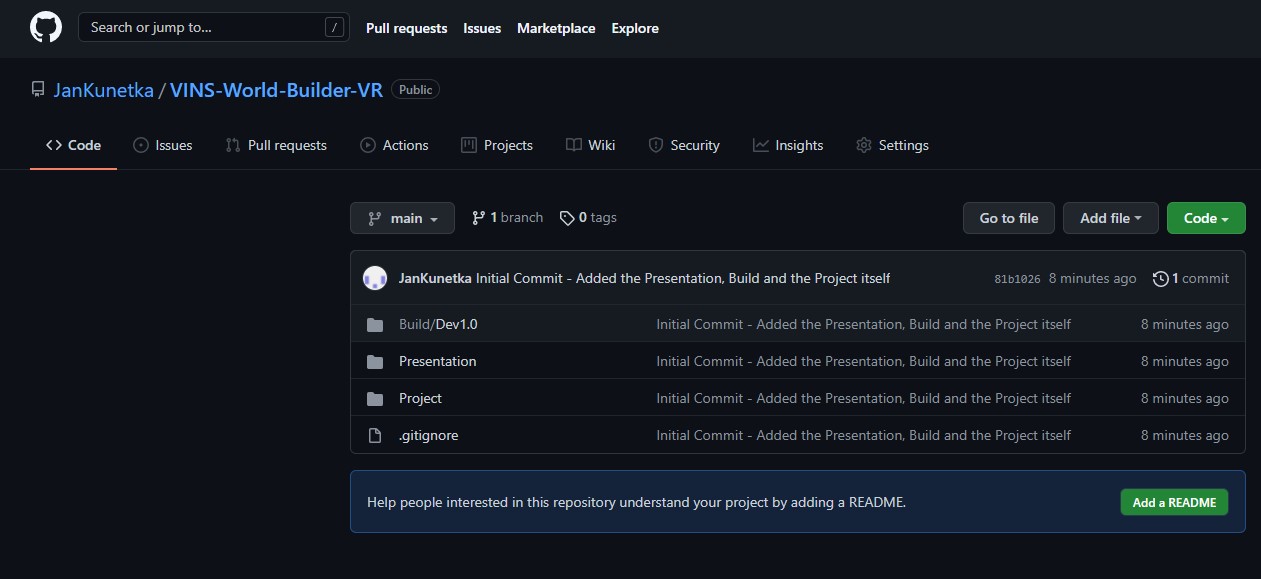 Search or jump to... /
Pull requests Issues Marketplace Explore
JanKunetka / VINS-World-Builder-VR Public
Code Issues Pull requests Actions Projects Wiki Security Insights Settings
main 1 branch 0 tags Go to file Add file Code
JanKunetka Initial Commit - Added the Presentation, Build and the Project itself 81b1026 8 minutes ago 1 commit
Build/Dev1.0 Initial Commit - Added the Presentation, Build and the Project itself 8 minutes ago
Presentation Initial Commit - Added the Presentation, Build and the Project itself 8 minutes ago
Project Initial Commit - Added the Presentation, Build and the Project itself 8 minutes ago
.gitignore Initial Commit - Added the Presentation, Build and the Project itself 8 minutes ago
Help people interested in this repository understand your project by adding a README. Add a README